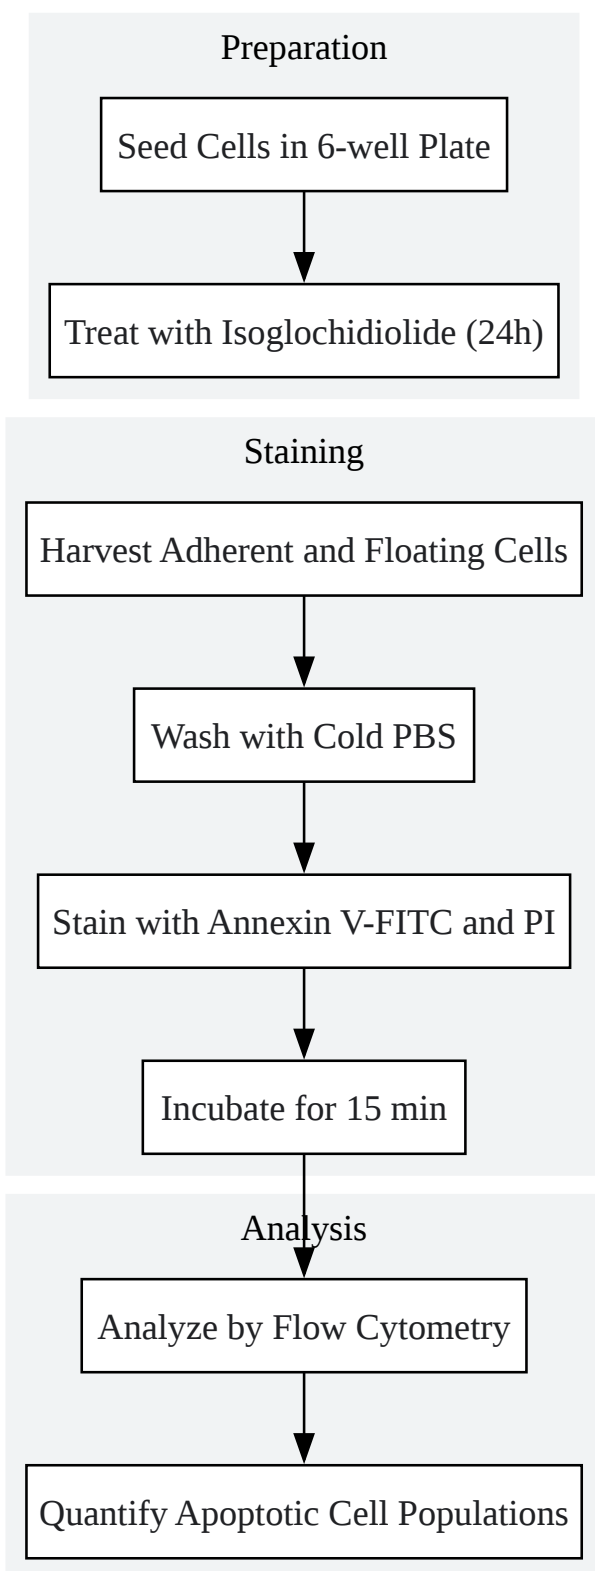 Preparation
Seed Cells in 6-well Plate
Treat with Isoglochidiolide (24h)
Staining
Harvest Adherent and Floating Cells
Wash with Cold PBS
Stain with Annexin V-FITC and PI
Incubate for 15 min
Analysis
Analyze by Flow Cytometry
Quantify Apoptotic Cell Populations